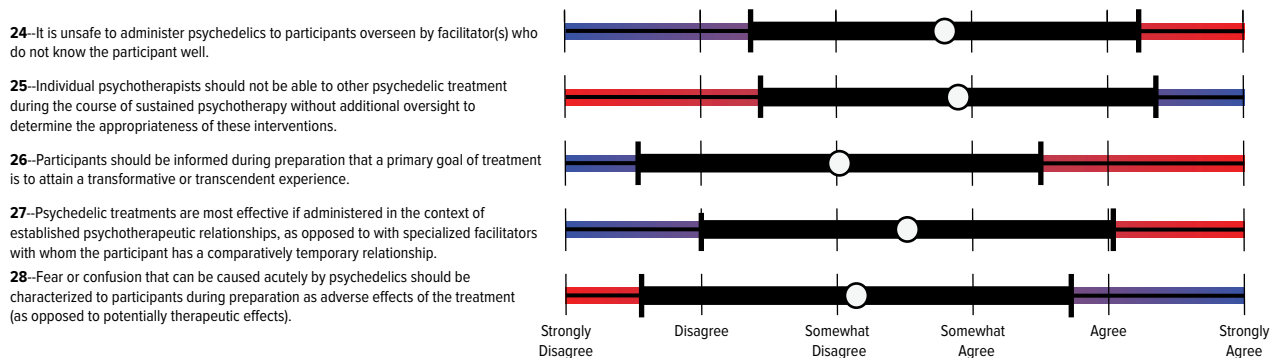 24--It is unsafe to administer psychedelics to participants overseen by facilitator(s) who
do not know the participant well.
25--Individual psychotherapists should not be able to other psychedelic treatment
during the course of sustained psychotherapy without additional oversight to
determine the appropriateness of these interventions.
26--Participants should be informed during preparation that a primary goal of treatment
is to attain a transformative or transcendent experience.
27--Psychedelic treatments are most effective if administered in the context of
established psychotherapeutic relationships, as opposed to with specialized facilitators
with whom the participant has a comparatively temporary relationship.
28--Fear or confusion that can be caused acutely by psychedelics should be
characterized to participants during preparation as adverse effects of the treatment
(as opposed to potentially therapeutic effects).
Strongly Disagree Somewhat Somewhat Agree Strongly
Disagree Disagree Agree Agree